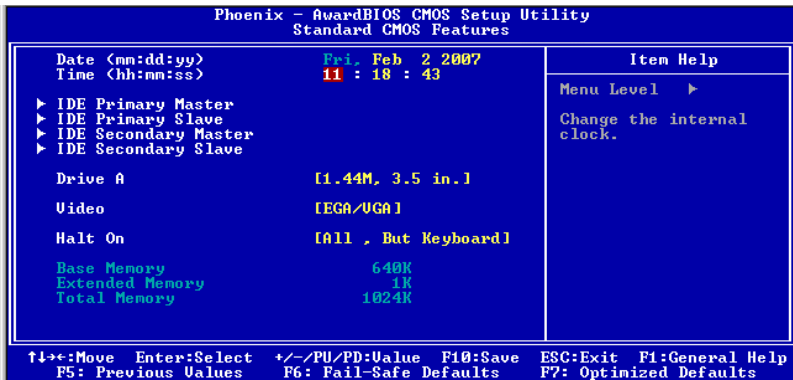 Phoenix - AwardBIOS CMOS Setup Utility
Standard CMOS Features
Date (mm:dd:yy) Fri, Feb 2 2007
Time (hh:mm:ss) 11 : 18 : 43
▶ IDE Primary Master
▶ IDE Primary Slave
▶ IDE Secondary Master
▶ IDE Secondary Slave
Drive A [1.44M, 3.5 in.]
Video [EGA/VGA]
Halt On [All , But Keyboard]
Base Memory 640K
Extended Memory 1K
Total Memory 1024K
Item Help
Menu Level ▶
Change the internal
clock.
↑↓→←:Move Enter:Select +/-/PU/PD:Value F10:Save ESC:Exit F1:General Help
F5: Previous Values F6: Fail-Safe Defaults F7: Optimized Defaults